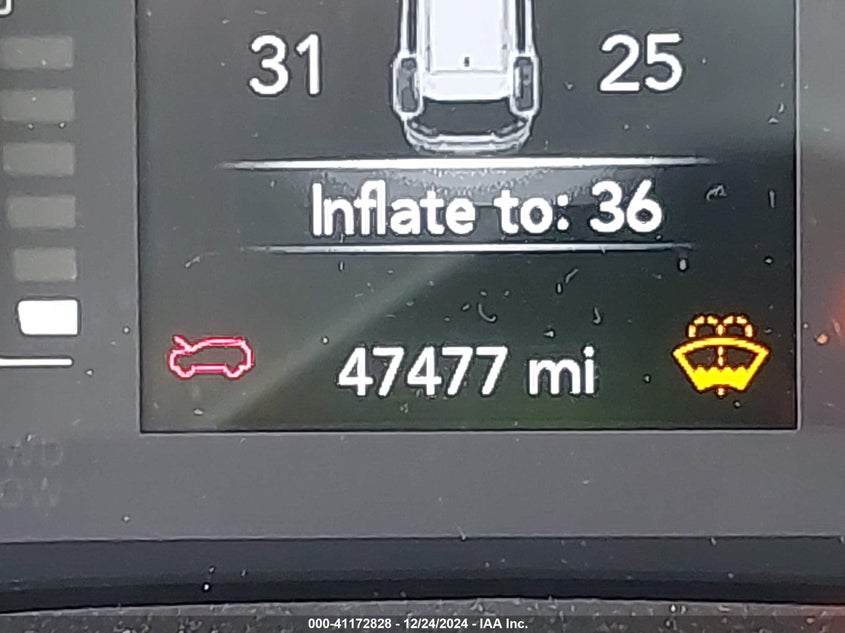 31 25
Inflate to: 36
47477 mi
000-41172828 - 12/24/2024 - IAA Inc.